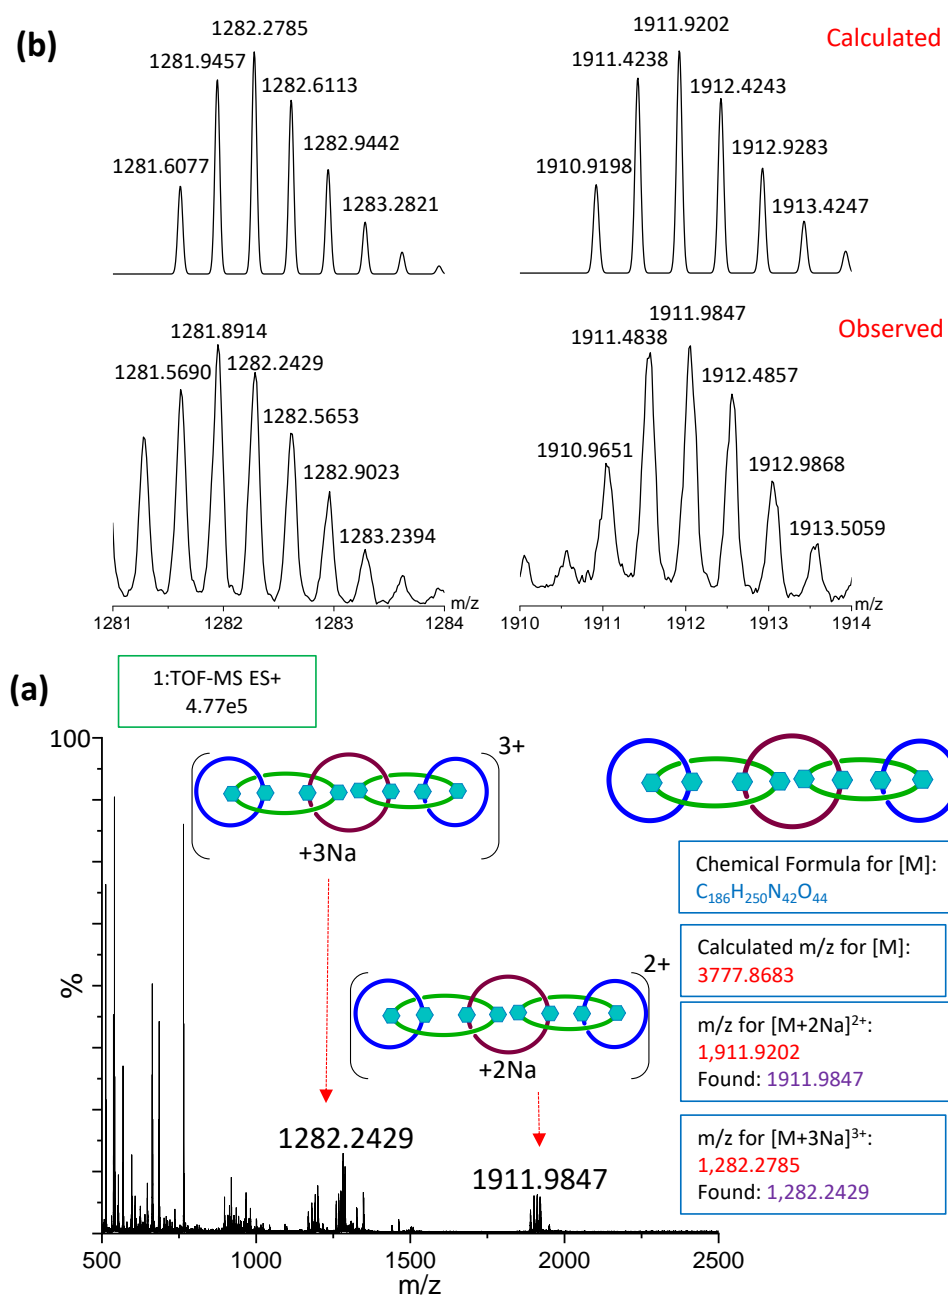 (b)
Calculated
1281.6077
1281.9457
1282.2785
1282.6113
1282.9442
1283.2821
1910.9198
1911.4238
1911.9202
1912.4243
1912.9283
1913.4247
Observed
1281.5690
1281.8914
1282.2429
1282.5653
1282.9023
1283.2394
1281 1282 1283 1284
m/z
1910.9651
1911.4838
1911.9847
1912.4857
1912.9868
1913.5059
1910 1911 1912 1913 1914
m/z
(a)
1:TOF-MS ES+
4.77e5
100
%
3+
+3Na
2+
+2Na
1282.2429
1911.9847
500 1000 1500 2000 2500
m/z
Chemical Formula for [M]:
C₁₈₆H₂₅₀N₄₂O₄₄
Calculated m/z for [M]:
3777.8683
m/z for [M+2Na]²⁺:
1,911.9202
Found: 1911.9847
m/z for [M+3Na]³⁺:
1,282.2785
Found: 1,282.2429